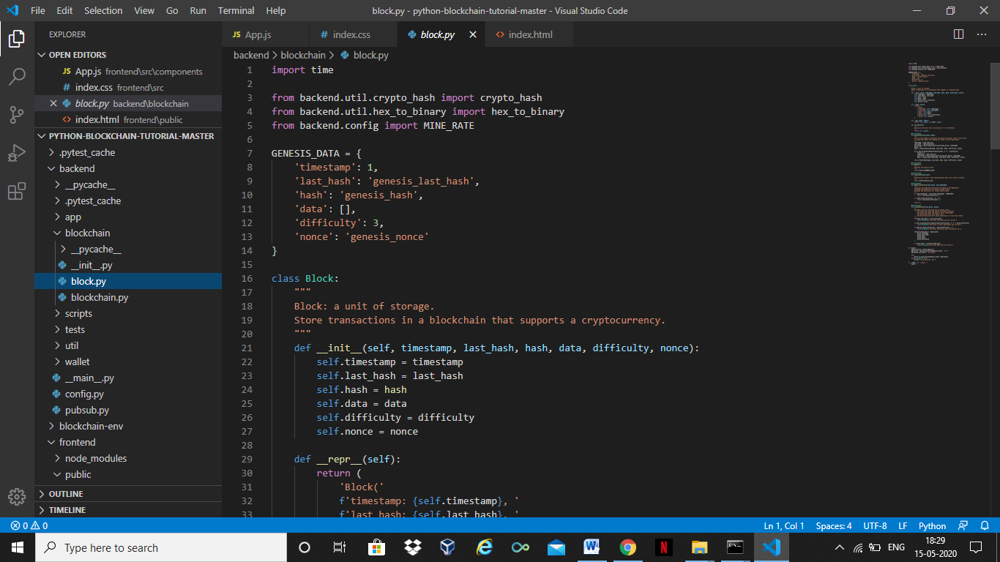 File Edit Selection View Go Run Terminal Help block.py - python-blockchain-tutorial-master - Visual Studio Code
EXPLORER
OPEN EDITORS
JS App.js frontend\src\components
# index.css frontend\src
block.py backend\blockchain
<> index.html frontend\public
PYTHON-BLOCKCHAIN-TUTORIAL-MASTER
.pytest_cache
backend
__pycache__
.pytest_cache
app
blockchain
__pycache__
__init__.py
block.py
blockchain.py
scripts
tests
util
wallet
__main__.py
config.py
pubsub.py
blockchain-env
frontend
node_modules
public
OUTLINE
TIMELINE
JS App.js # index.css block.py <> index.html
backend > blockchain > block.py
1 import time
2
3 from backend.util.crypto_hash import crypto_hash
4 from backend.util.hex_to_binary import hex_to_binary
5 from backend.config import MINE_RATE
6
7 GENESIS_DATA = {
8     'timestamp': 1,
9     'last_hash': 'genesis_last_hash',
10     'hash': 'genesis_hash',
11     'data': [],
12     'difficulty': 3,
13     'nonce': 'genesis_nonce'
14 }
15
16 class Block:
17     """
18     Block: a unit of storage.
19     Store transactions in a blockchain that supports a cryptocurrency.
20     """
21     def __init__(self, timestamp, last_hash, hash, data, difficulty, nonce):
22         self.timestamp = timestamp
23         self.last_hash = last_hash
24         self.hash = hash
25         self.data = data
26         self.difficulty = difficulty
27         self.nonce = nonce
28
29     def __repr__(self):
30         return (
31             'Block('
32             f'timestamp: {self.timestamp}, '
33             f'last_hash: {self.last_hash}, '
0 0 Ln 1, Col 1 Spaces: 4 UTF-8 LF Python
Type here to search
ENG
18:29
15-05-2020